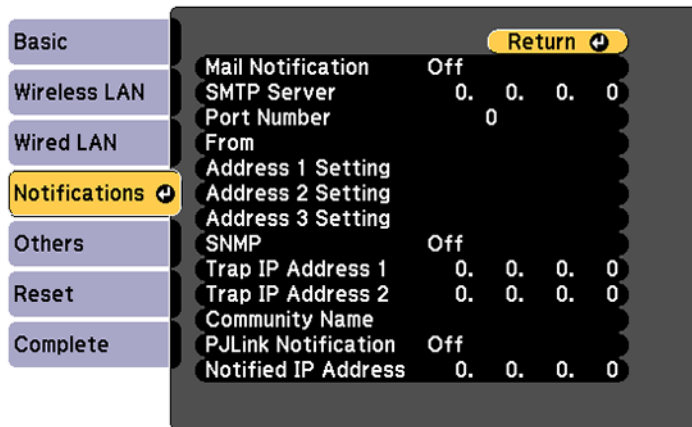 Basic
Wireless LAN
Wired LAN
Notifications
Others
Reset
Complete
Return
Mail Notification Off
SMTP Server 0. 0. 0. 0
Port Number 0
From
Address 1 Setting
Address 2 Setting
Address 3 Setting
SNMP Off
Trap IP Address 1 0. 0. 0. 0
Trap IP Address 2 0. 0. 0. 0
Community Name
PJLink Notification Off
Notified IP Address 0. 0. 0. 0